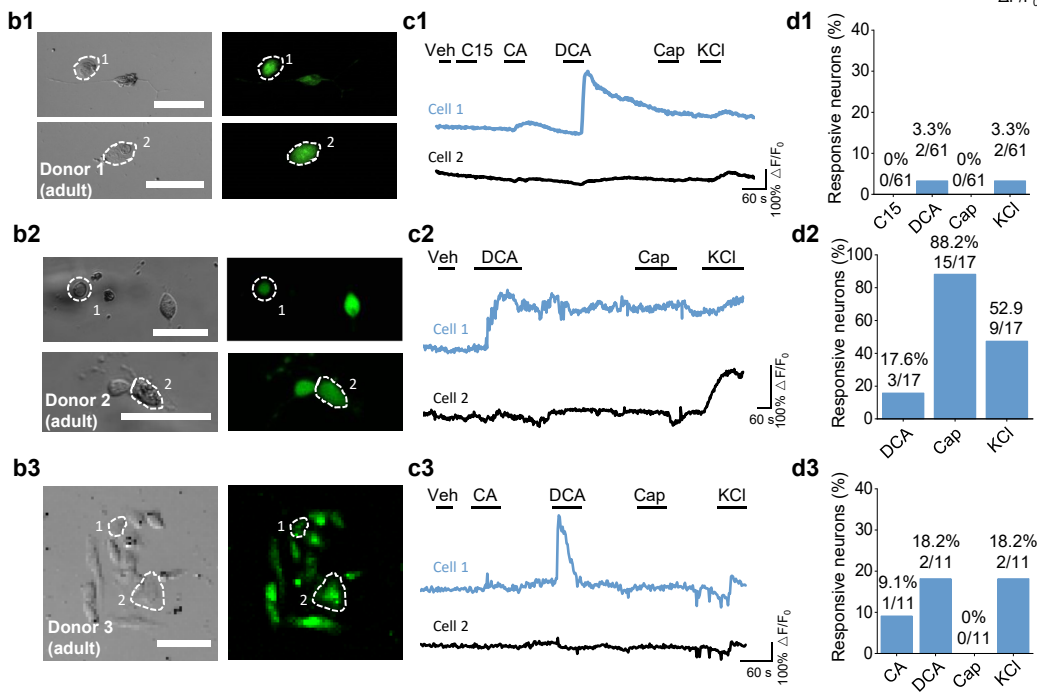 △F/F₀
b1
1
2
Donor 1
(adult)
c1
Veh C15 CA DCA Cap KCl
Cell 1
Cell 2
60 s
100% △F/F₀
d1
Responsive neurons (%)
40
30
20
10
0
0%
0/61
3.3%
2/61
0%
0/61
3.3%
2/61
C15
DCA
Cap
KCl
b2
1
2
Donor 2
(adult)
c2
Veh DCA Cap KCl
Cell 1
Cell 2
60 s
100% △F/F₀
d2
Responsive neurons (%)
100
80
60
40
20
0
17.6%
3/17
88.2%
15/17
52.9
9/17
DCA
Cap
KCl
b3
1
1
2
2
Donor 3
(adult)
c3
Veh CA DCA Cap KCl
Cell 1
Cell 2
60 s
100% △F/F₀
d3
Responsive neurons (%)
40
30
20
10
0
9.1%
1/11
18.2%
2/11
0%
0/11
18.2%
2/11
CA
DCA
Cap
KCl